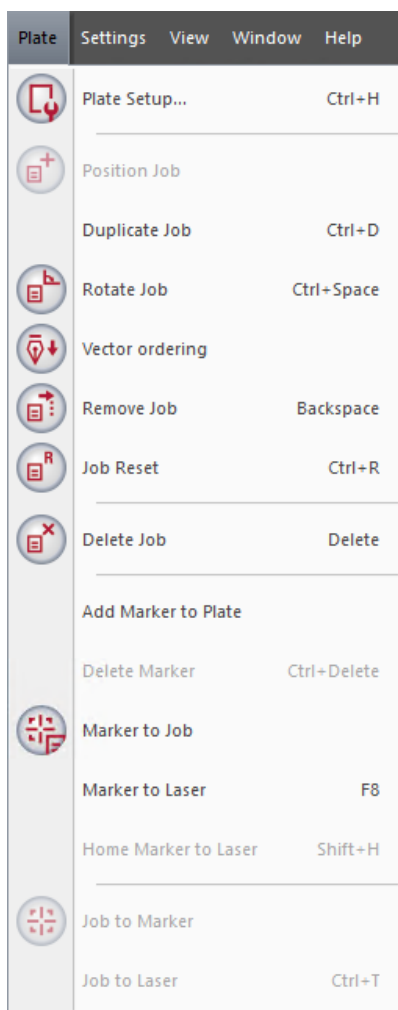 Plate Settings View Window Help
Plate Setup... Ctrl+H
Position Job
Duplicate Job Ctrl+D
Rotate Job Ctrl+Space
Vector ordering
Remove Job Backspace
R
Job Reset Ctrl+R
Delete Job Delete
Add Marker to Plate
Delete Marker Ctrl+Delete
Marker to Job
Marker to Laser F8
Home Marker to Laser Shift+H
Job to Marker
Job to Laser Ctrl+T